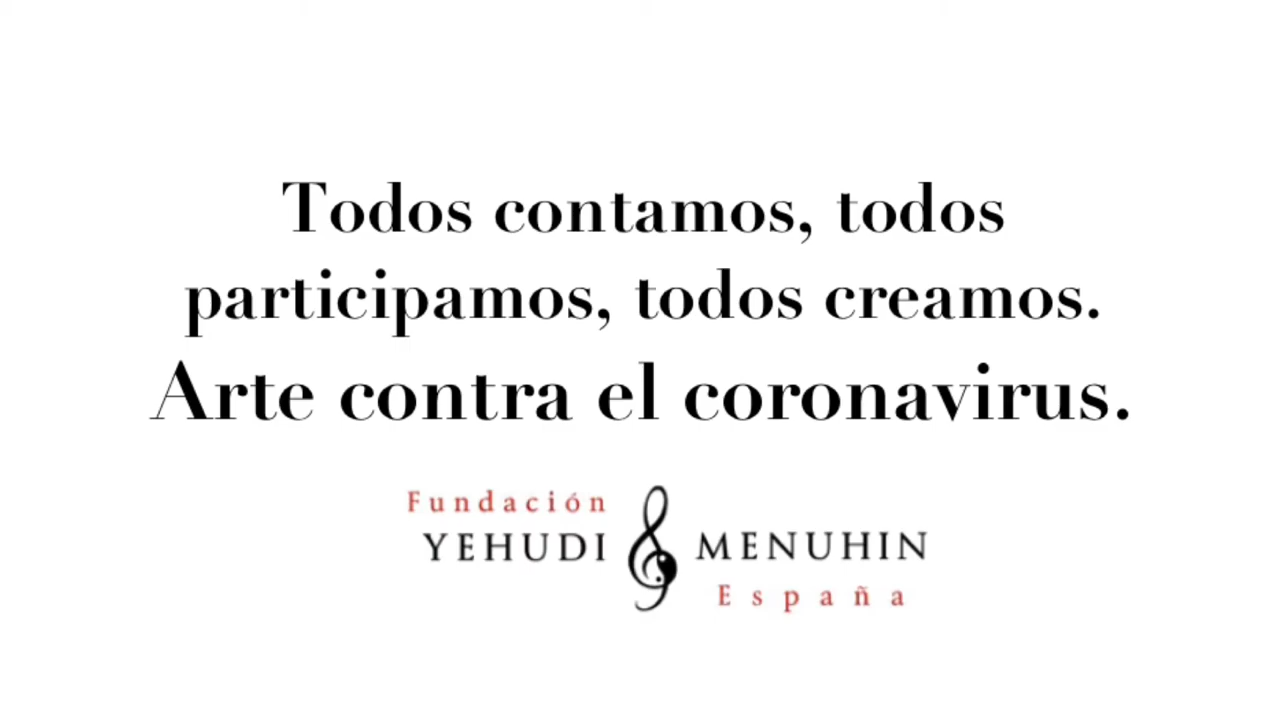 Todos contamos, todos
participamos, todos creamos.
Arte contra el coronavirus.
Fundación
YEHUDI MENUHIN
España